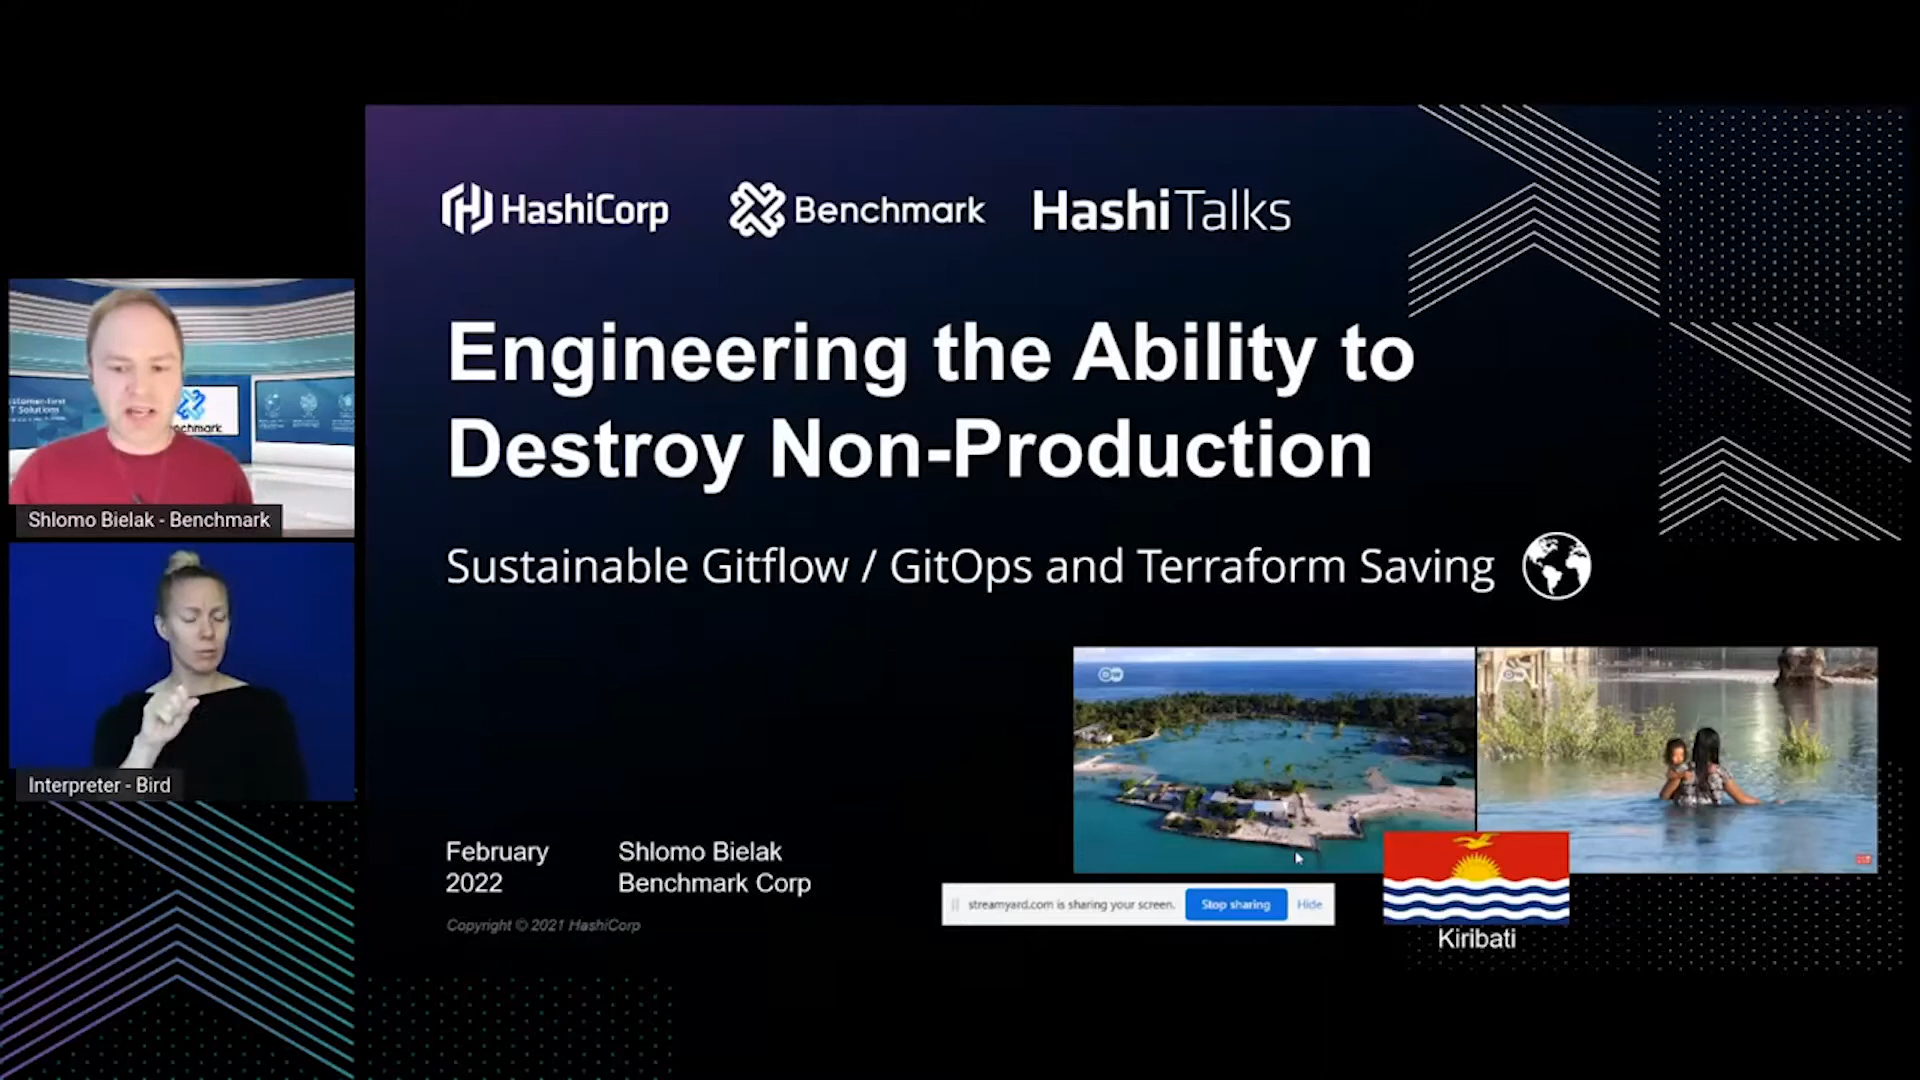 HashiCorp
Benchmark
HashiTalks
Engineering the Ability to
Destroy Non-Production
Sustainable Gitflow / GitOps and Terraform Saving
Shlomo Bielak - Benchmark
Interpreter - Bird
February
2022
Shlomo Bielak
Benchmark Corp
Copyright © 2021 HashiCorp
streamyard.com is sharing your screen.
Stop sharing
Hide
Kiribati